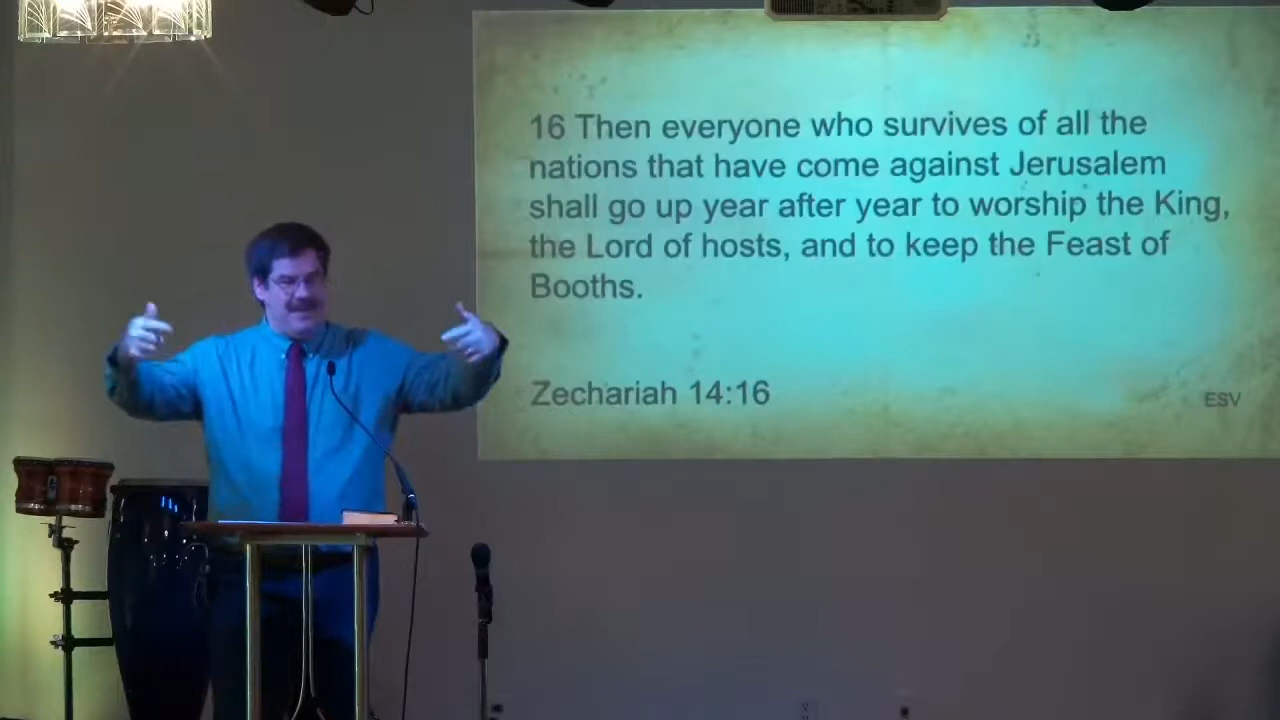 16 Then everyone who survives of all the
nations that have come against Jerusalem
shall go up year after year to worship the King,
the Lord of hosts, and to keep the Feast of
Booths.
Zechariah 14:16
ESV